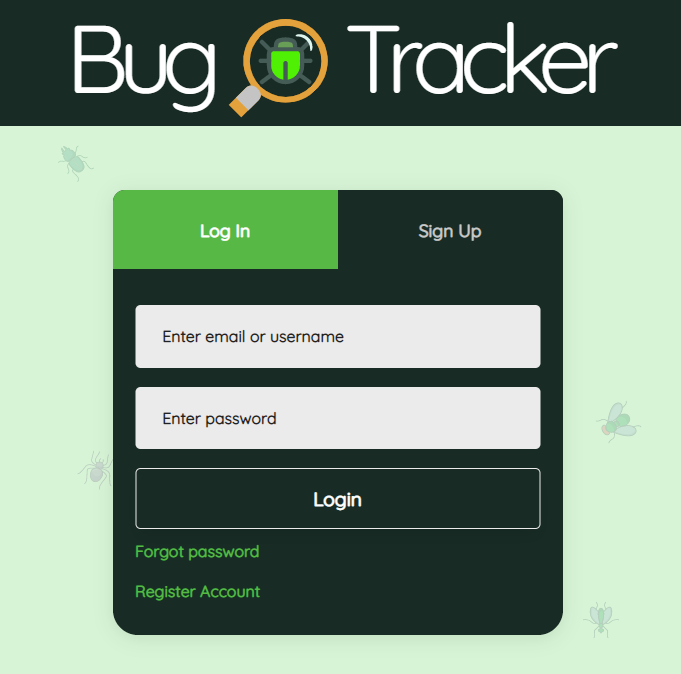 Bug Tracker
Log In Sign Up
Enter email or username
Enter password
Login
Forgot password
Register Account